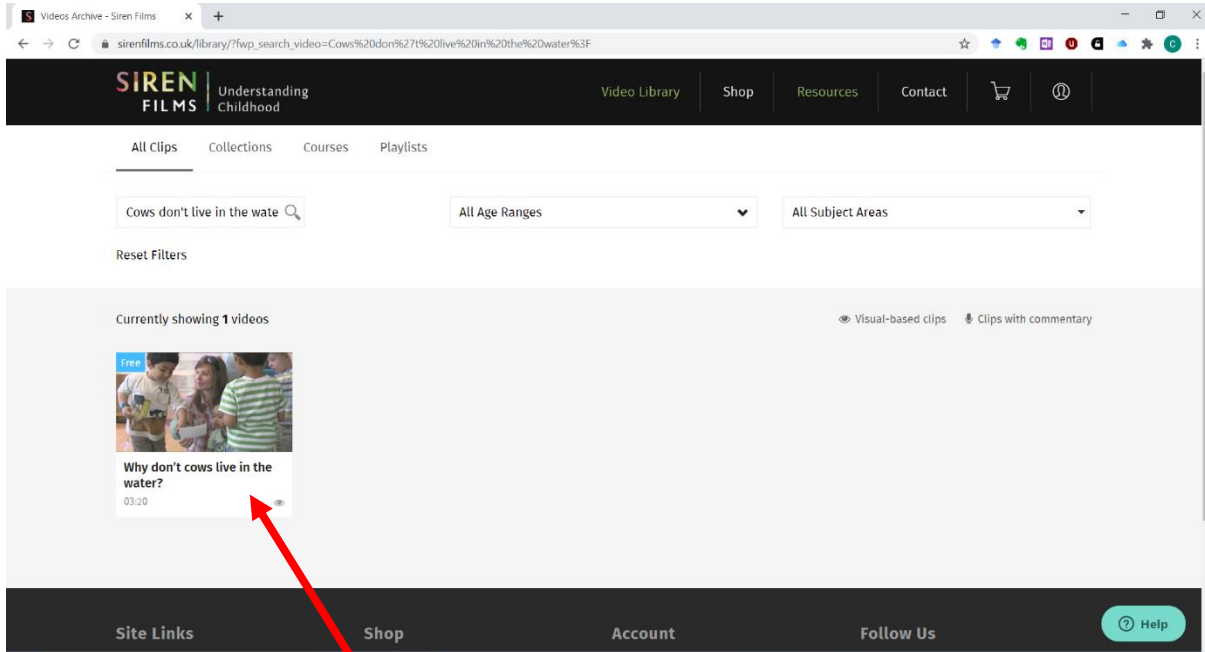 S Videos Archive - Siren Films × +
sirenfilms.co.uk/library/?fwp_search_video=Cows%20don%27t%20live%20in%20the%20water%3F
SIREN FILMS
Understanding Childhood
Video Library Shop Resources Contact
All Clips Collections Courses Playlists
Cows don't live in the wate All Age Ranges All Subject Areas
Reset Filters
Currently showing 1 videos Visual-based clips Clips with commentary
Free
Why don't cows live in the
water?
03:20
Site Links Shop Account Follow Us
? Help